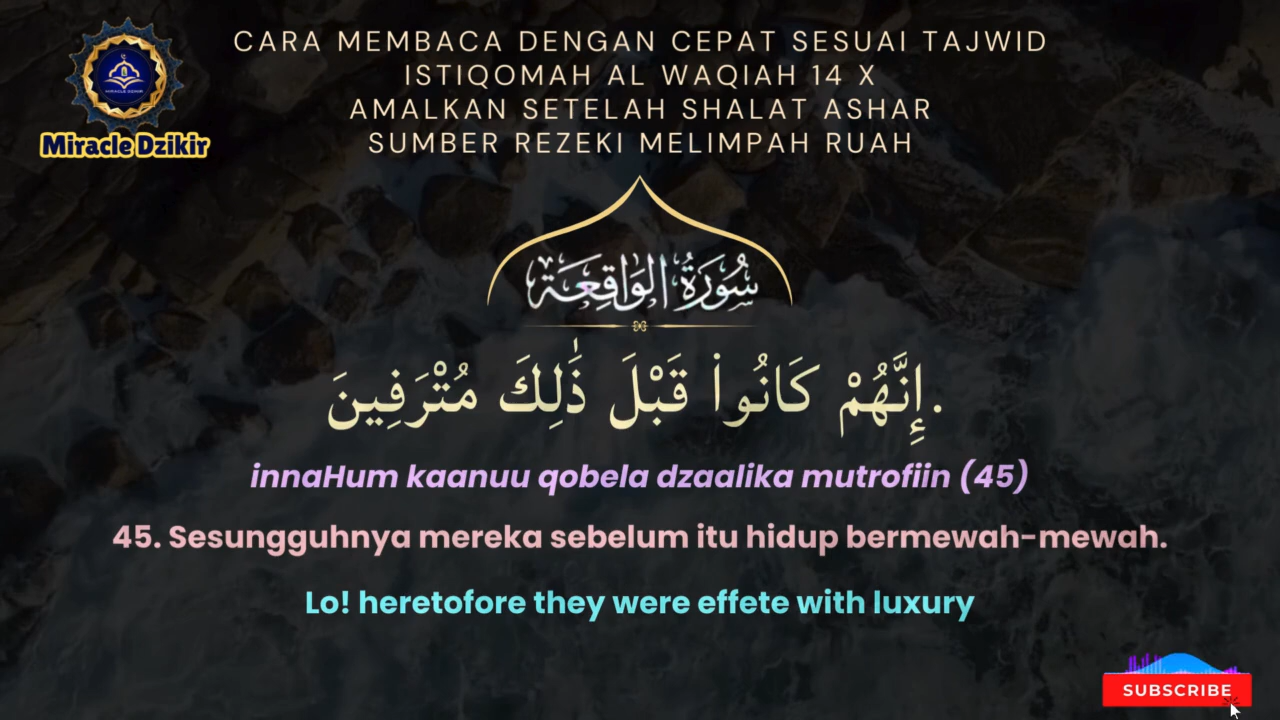 CARA MEMBACA DENGAN CEPAT SESUAI TAJWID
ISTIQOMAH AL WAQIAH 14 X
AMALKAN SETELAH SHALAT ASHAR
SUMBER REZEKI MELIMPAH RUAH
MIRACLE DZIKIR
Miracle Dzikir
سُورَةُ الوَاقِعَة
إِنَّهُمْ كَانُوا۟ قَبْلَ ذَٰلِكَ مُتْرَفِينَ.
innaHum kaanuu qobela dzaalika mutrofiin (45)
45. Sesungguhnya mereka sebelum itu hidup bermewah-mewah.
Lo! heretofore they were effete with luxury
SUBSCRIBE